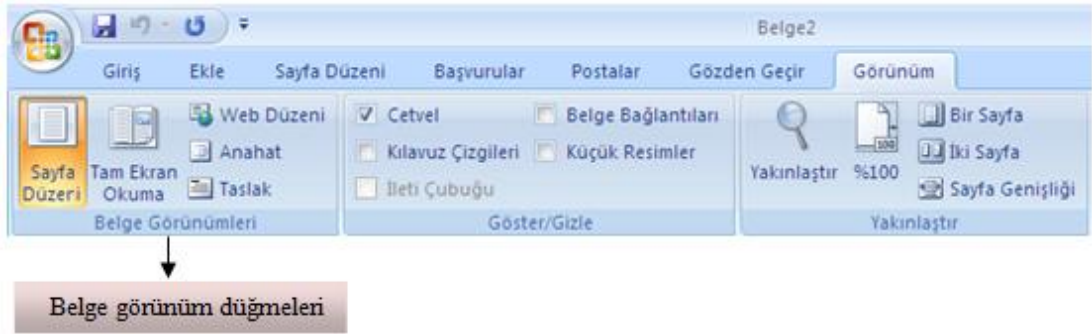 Belge2
Giriş Ekle Sayfa Düzeni Başvurular Postalar Gözden Geçir Görünüm
Sayfa Düzeni
Tam Ekran Okuma
Web Düzeni
Anahat
Taslak
Belge Görünümleri
Cetvel
Kılavuz Çizgileri
İleti Çubuğu
Belge Bağlantıları
Küçük Resimler
Göster/Gizle
Yakınlaştır
100
%100
Bir Sayfa
İki Sayfa
Sayfa Genişliği
Yakınlaştır
Belge görünüm düğmeleri